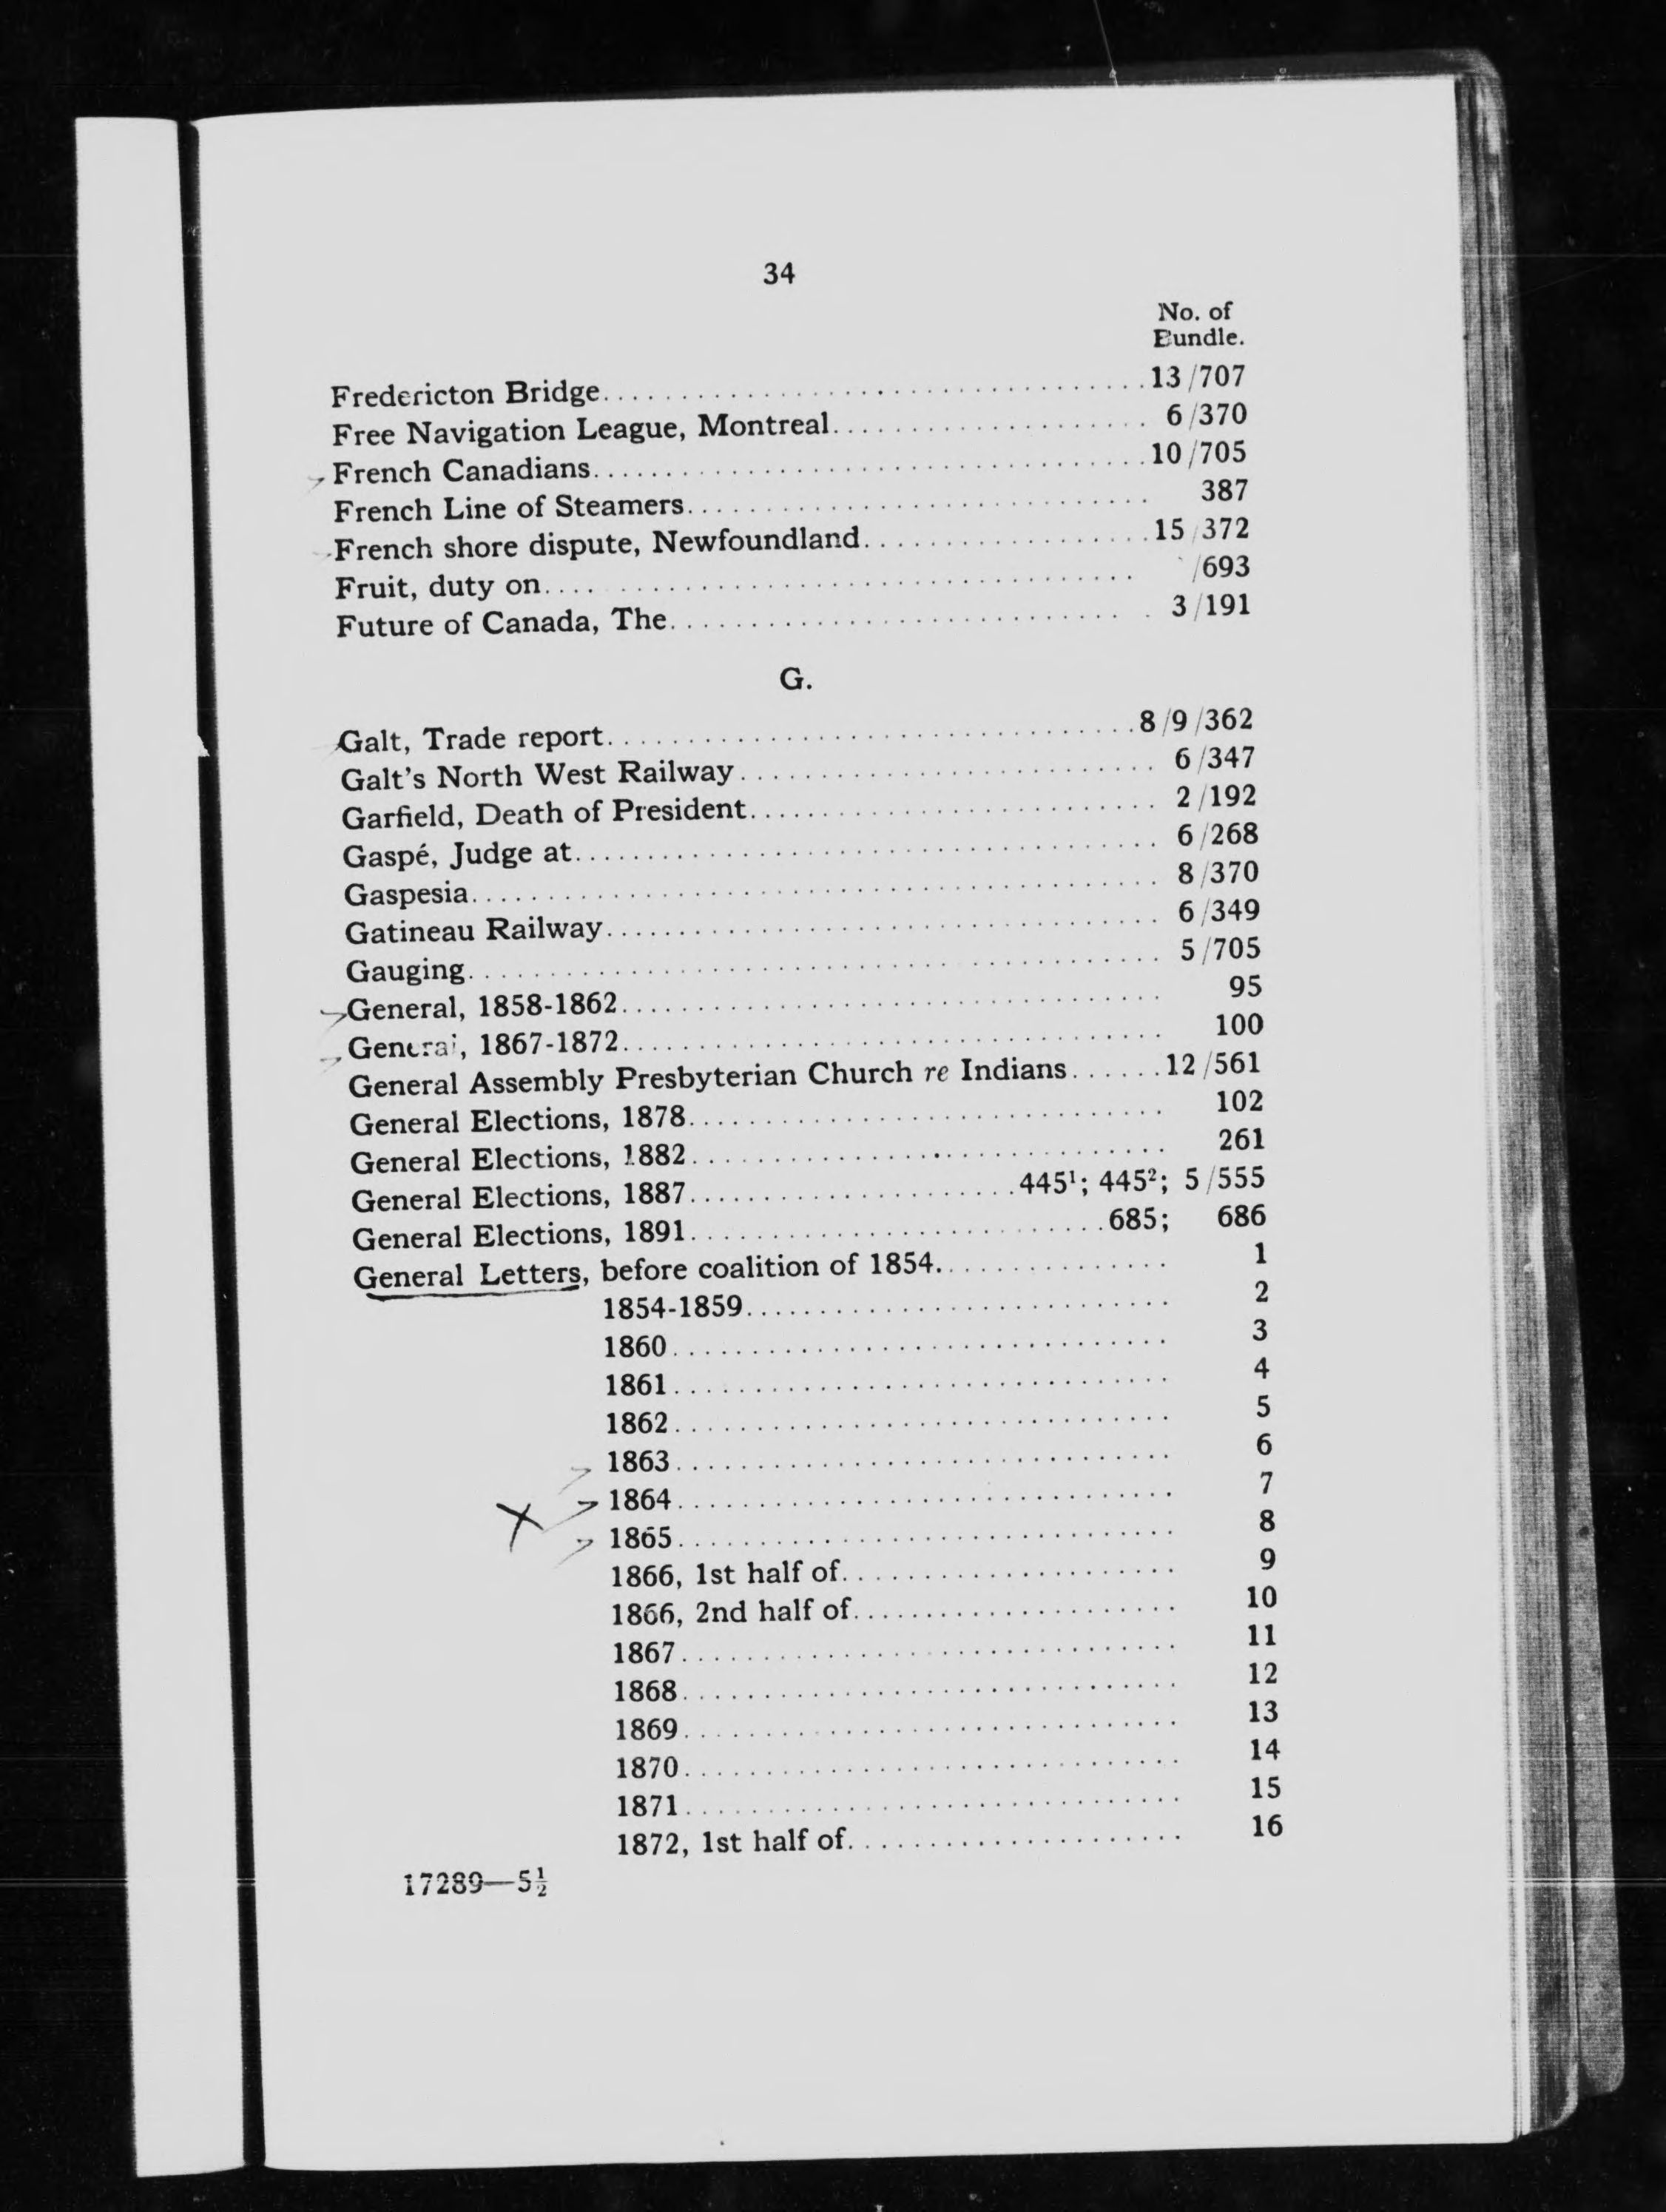 34
No. of
Bundle.
Fredericton Bridge........................................13/707
Free Navigation League, Montreal.................... 6/370
French Canadians........................................10/705
French Line of Steamers............................ 387
French shore dispute, Newfoundland..................15/372
Fruit, duty on.................................... /693
Future of Canada, The.............................. 3/191
G.
Galt, Trade report..................................8/9/362
Galt's North West Railway.......................... 6/347
Garfield, Death of President......................... 2/192
Gaspé, Judge at.................................... 6/268
Gaspesia.......................................... 8/370
Gatineau Railway.................................. 6/349
Gauging.......................................... 5/705
General, 1858-1862................................ 95
General, 1867-1872................................ 100
General Assembly Presbyterian Church re Indians......12/561
General Elections, 1878............................ 102
General Elections, 1882............................ 261
General Elections, 1887.....................445¹; 445²; 5/555
General Elections, 1891..........................685; 686
General Letters, before coalition of 1854............... 1
1854-1859........................... 2
1860............................... 3
1861............................... 4
1862............................... 5
1863............................... 6
X 1864............................... 7
1865............................... 8
1866, 1st half of..................... 9
1866, 2nd half of.................... 10
1867............................... 11
1868............................... 12
1869............................... 13
1870............................... 14
1871............................... 15
1872, 1st half of..................... 16
17289—5½